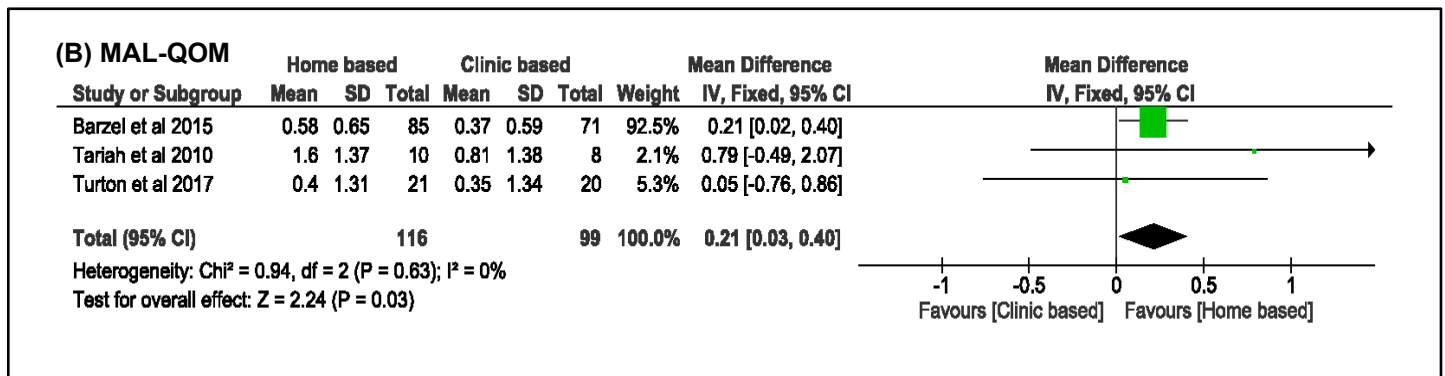 (B) MAL-QOM
Home based Clinic based Mean Difference Mean Difference
Study or Subgroup Mean SD Total Mean SD Total Weight IV, Fixed, 95% CI IV, Fixed, 95% CI
Barzel et al 2015 0.58 0.65 85 0.37 0.59 71 92.5% 0.21 [0.02, 0.40]
Tariah et al 2010 1.6 1.37 10 0.81 1.38 8 2.1% 0.79 [-0.49, 2.07]
Turton et al 2017 0.4 1.31 21 0.35 1.34 20 5.3% 0.05 [-0.76, 0.86]
Total (95% CI) 116 99 100.0% 0.21 [0.03, 0.40]
Heterogeneity: Chi² = 0.94, df = 2 (P = 0.63); I² = 0%
Test for overall effect: Z = 2.24 (P = 0.03)
-1 -0.5 0 0.5 1
Favours [Clinic based] Favours [Home based]